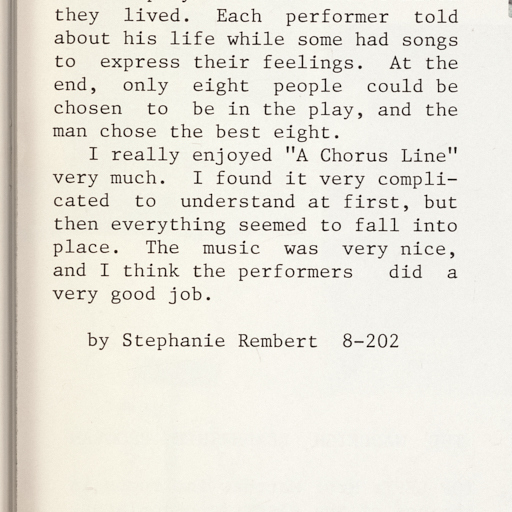 they lived. Each performer told
about his life while some had songs
to express their feelings. At the
end, only eight people could be
chosen to be in the play, and the
man chose the best eight.
I really enjoyed "A Chorus Line"
very much. I found it very compli-
cated to understand at first, but
then everything seemed to fall into
place. The music was very nice,
and I think the performers did a
very good job.
by Stephanie Rembert 8-202